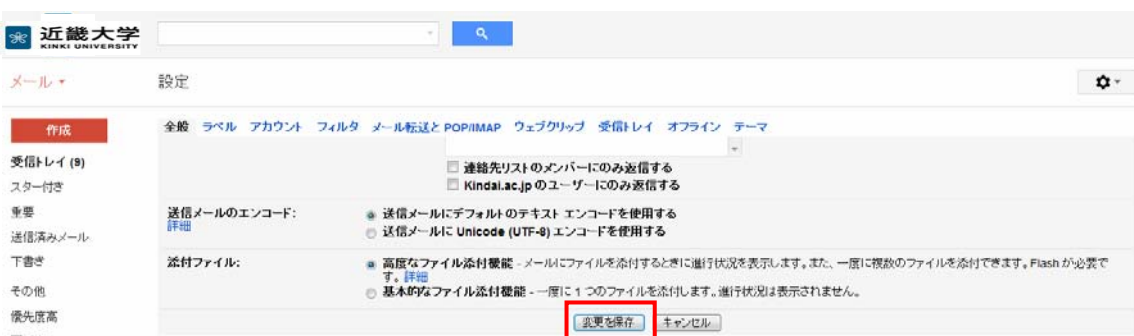 近畿大学
KINKI UNIVERSITY
メール
設定
作成
全般 ラベル アカウント フィルタ メール転送と POP/IMAP ウェブクリップ 受信トレイ オフライン テーマ
連絡先リストのメンバーにのみ返信する
受信トレイ (9)
Kindai.ac.jp のユーザーにのみ返信する
スター付き
重要
送信メールのエンコード:
送信メールにデフォルトのテキスト エンコードを使用する
詳細
送信メールに Unicode (UTF-8) エンコードを使用する
送信済みメール
下書き
添付ファイル:
高度なファイル添付機能 - メールにファイルを添付するときに進行状況を表示します。また、一度に複数のファイルを添付できます。Flash が必要で
す。詳細
その他
基本的なファイル添付機能 - 一度に 1 つのファイルを添付します。進行状況は表示されません。
優先度高
変更を保存 キャンセル